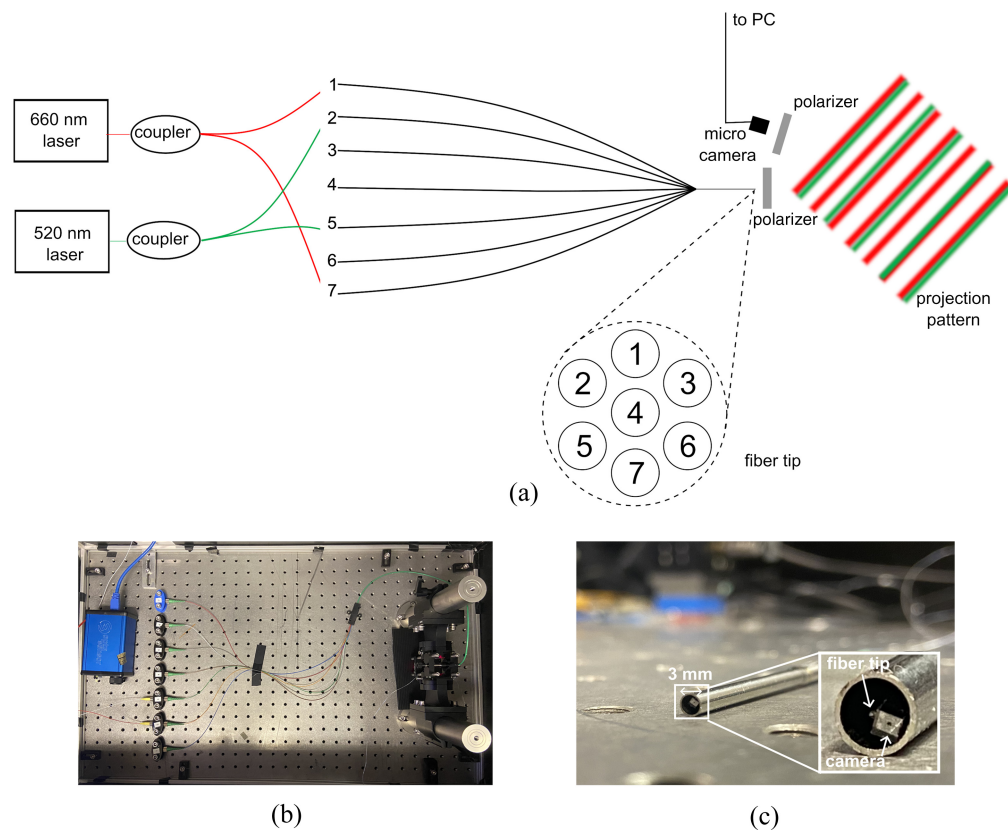 to PC
660 nm
laser
coupler
1
2
3
4
5
6
7
520 nm
laser
coupler
polarizer
micro
camera
polarizer
projection
pattern
1
2
3
4
5
6
7
fiber tip
(a)
3 mm
fiber tip
camera
(b)
(c)